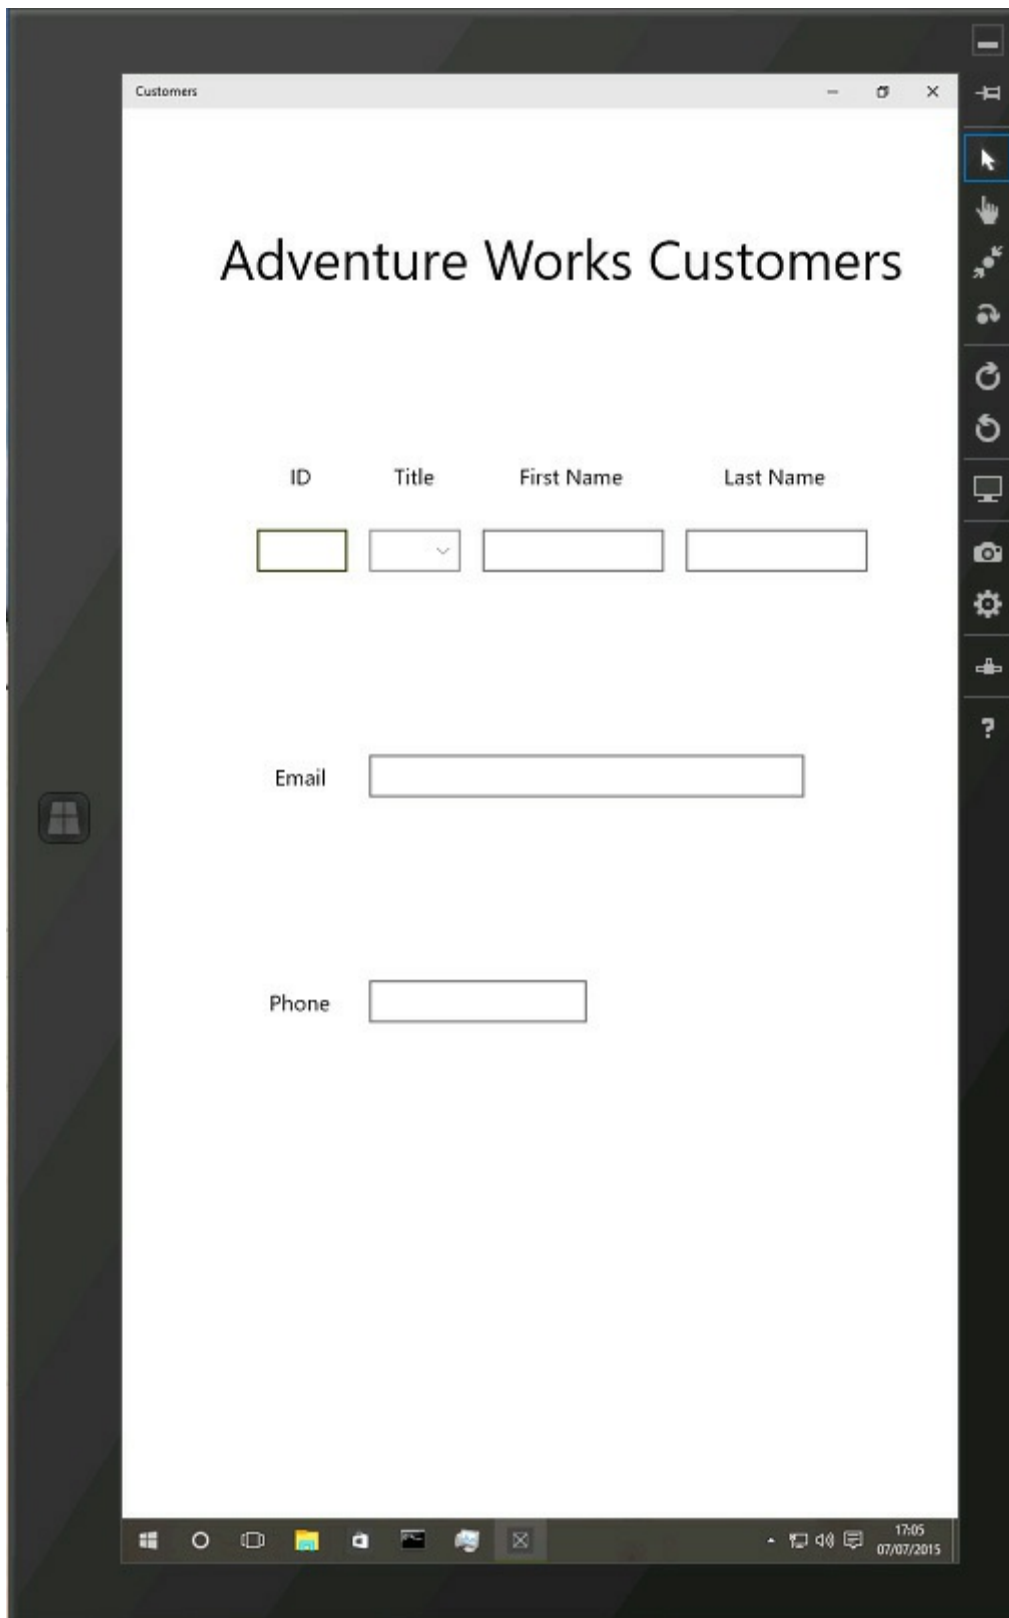 Customers
Adventure Works Customers
ID Title First Name Last Name
Email
Phone
17:05
07/07/2015